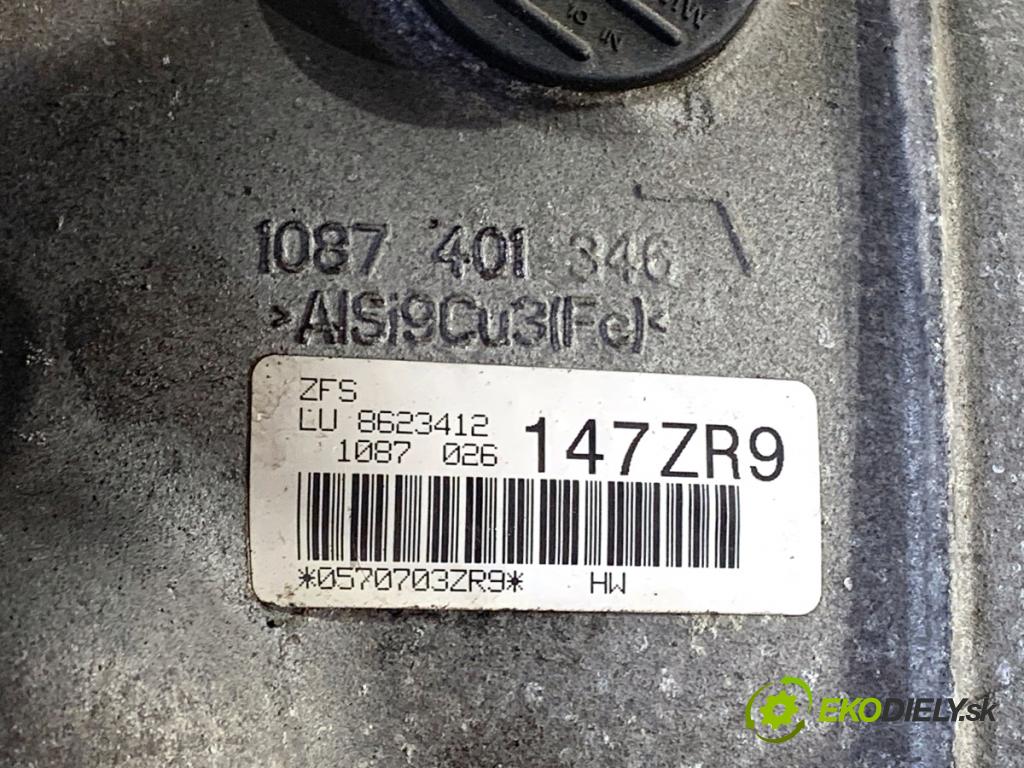 1087 401 346
>AlSi9Cu3(Fe)<
ZFS
LU 8623412
1087 026
147ZR9
*0570703ZR9* HW
EKODIELY.sk